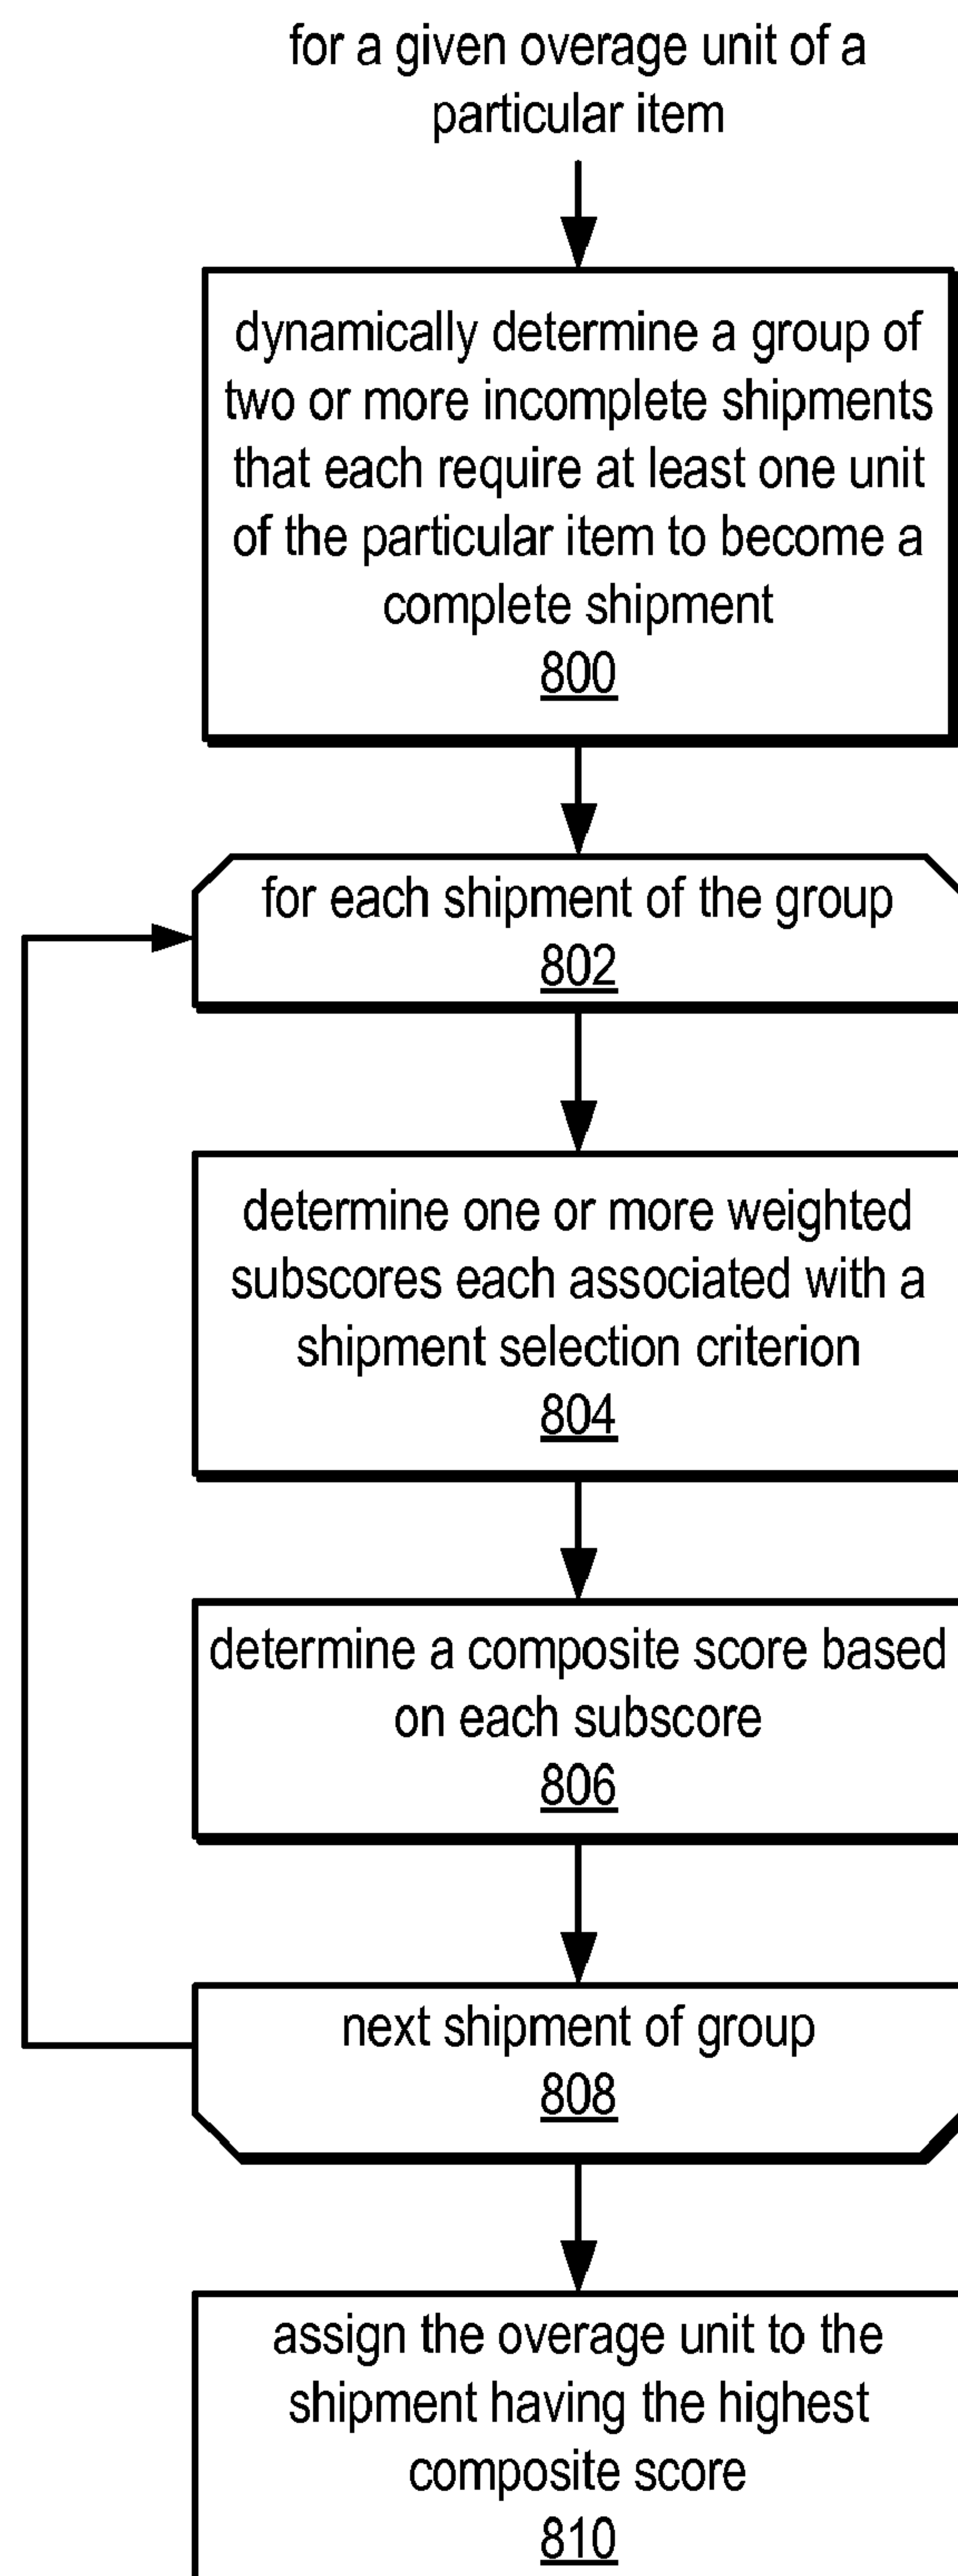 for a given overage unit of a
particular item
dynamically determine a group of
two or more incomplete shipments
that each require at least one unit
of the particular item to become a
complete shipment
800
for each shipment of the group
802
determine one or more weighted
subscores each associated with a
shipment selection criterion
804
determine a composite score based
on each subscore
806
next shipment of group
808
assign the overage unit to the
shipment having the highest
composite score
810